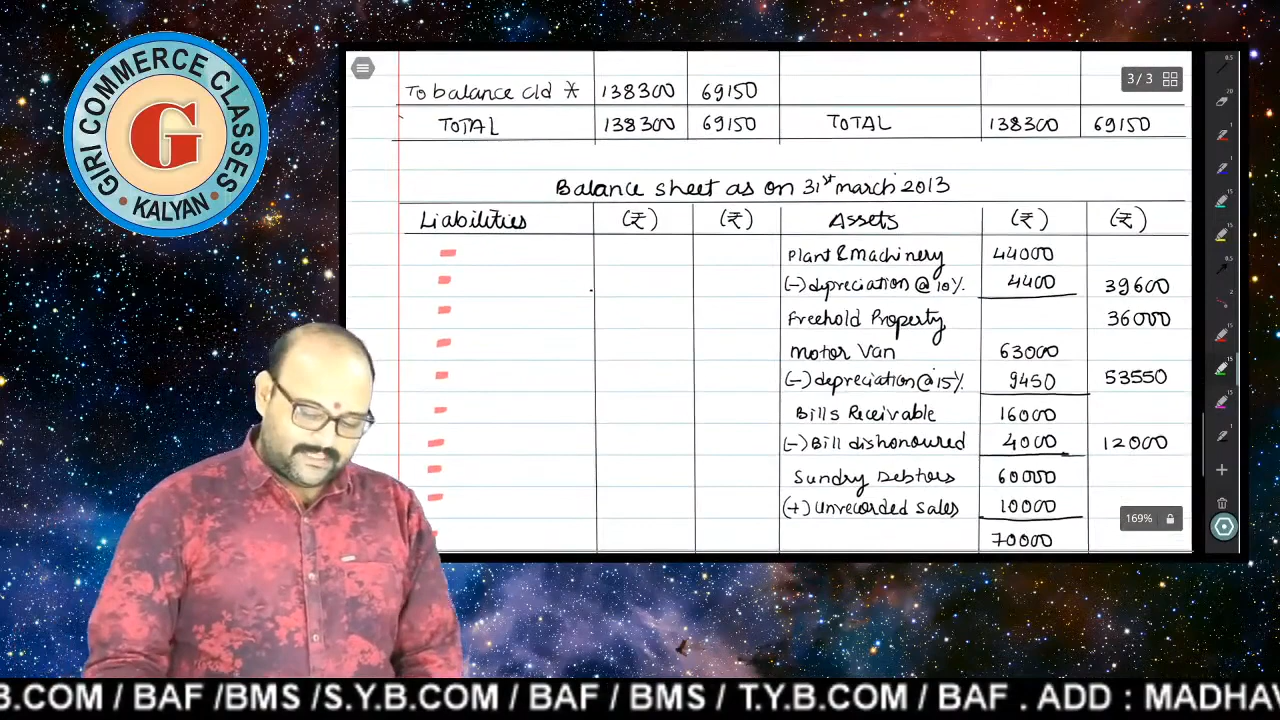 GIRI COMMERCE CLASSES
G
• KALYAN •
3 / 3
To balance c/d * 138300 69150
TOTAL 138300 69150 TOTAL 138300 69150
Balance sheet as on 31st march 2013
Liabilities (₹) (₹) Assets (₹) (₹)
Plant & Machinery 44000
(-) depreciation @ 10%. 4400 39600
Freehold Property 36000
Motor Van 63000
(-) depreciation @ 15% 9450 53550
Bills Receivable 16000
(-) Bill dishonoured 4000 12000
Sundry Debtors 60000
(+) Unrecorded sales 10000
169%
70000
B.COM / BAF /BMS /S.Y.B.COM / BAF / BMS / T.Y.B.COM / BAF . ADD : MADHAV